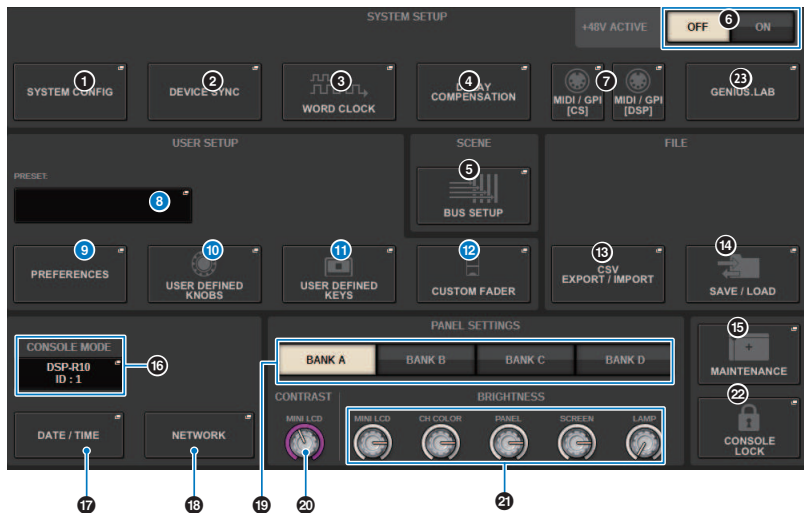 SYSTEM SETUP
+48V ACTIVE
OFF
6
ON
1
SYSTEM CONFIG
2
DEVICE SYNC
3
WORD CLOCK
4
DELAY
COMPENSATION
7
MIDI / GPI
[CS]
MIDI / GPI
[DSP]
23
GENIUS.LAB
USER SETUP
SCENE
FILE
PRESET:
8
5
BUS SETUP
9
PREFERENCES
10
USER DEFINED
KNOBS
11
USER DEFINED
KEYS
12
CUSTOM FADER
13
CSV
EXPORT / IMPORT
14
SAVE / LOAD
CONSOLE MODE
DSP-R10
ID : 1
16
PANEL SETTINGS
BANK A
BANK B
BANK C
BANK D
15
MAINTENANCE
CONTRAST
BRIGHTNESS
MINI LCD
MINI LCD
CH COLOR
PANEL
SCREEN
LAMP
22
CONSOLE
LOCK
DATE / TIME
NETWORK
17
18
19
20
21